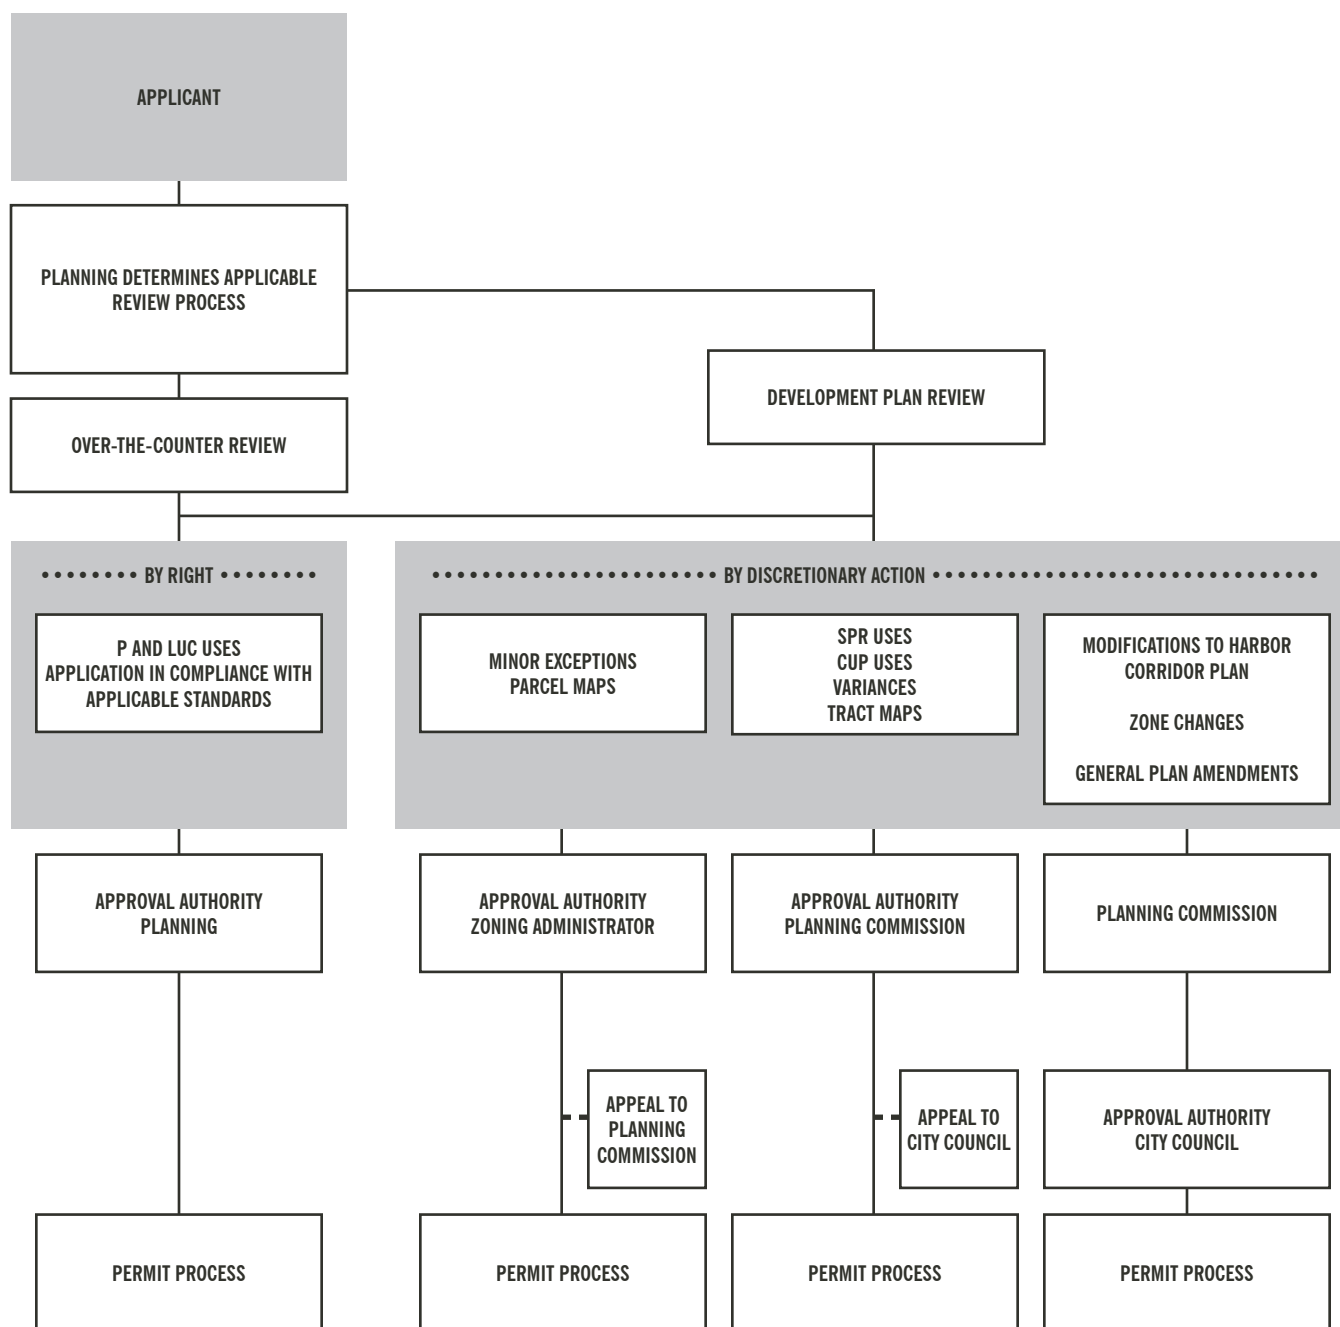 APPLICANT
PLANNING DETERMINES APPLICABLE
REVIEW PROCESS
DEVELOPMENT PLAN REVIEW
OVER-THE-COUNTER REVIEW
BY RIGHT
P AND LUC USES
APPLICATION IN COMPLIANCE WITH
APPLICABLE STANDARDS
BY DISCRETIONARY ACTION
MINOR EXCEPTIONS
PARCEL MAPS
SPR USES
CUP USES
VARIANCES
TRACT MAPS
MODIFICATIONS TO HARBOR
CORRIDOR PLAN
ZONE CHANGES
GENERAL PLAN AMENDMENTS
APPROVAL AUTHORITY
PLANNING
APPROVAL AUTHORITY
ZONING ADMINISTRATOR
APPROVAL AUTHORITY
PLANNING COMMISSION
PLANNING COMMISSION
APPEAL TO
PLANNING
COMMISSION
APPEAL TO
CITY COUNCIL
APPROVAL AUTHORITY
CITY COUNCIL
PERMIT PROCESS
PERMIT PROCESS
PERMIT PROCESS
PERMIT PROCESS